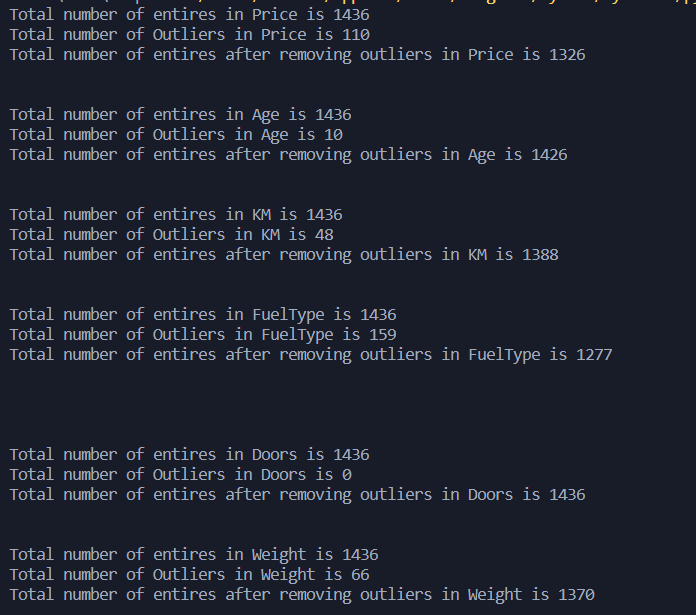 Total number of entires in Price is 1436
Total number of Outliers in Price is 110
Total number of entires after removing outliers in Price is 1326
Total number of entires in Age is 1436
Total number of Outliers in Age is 10
Total number of entires after removing outliers in Age is 1426
Total number of entires in KM is 1436
Total number of Outliers in KM is 48
Total number of entires after removing outliers in KM is 1388
Total number of entires in FuelType is 1436
Total number of Outliers in FuelType is 159
Total number of entires after removing outliers in FuelType is 1277
Total number of entires in Doors is 1436
Total number of Outliers in Doors is 0
Total number of entires after removing outliers in Doors is 1436
Total number of entires in Weight is 1436
Total number of Outliers in Weight is 66
Total number of entires after removing outliers in Weight is 1370